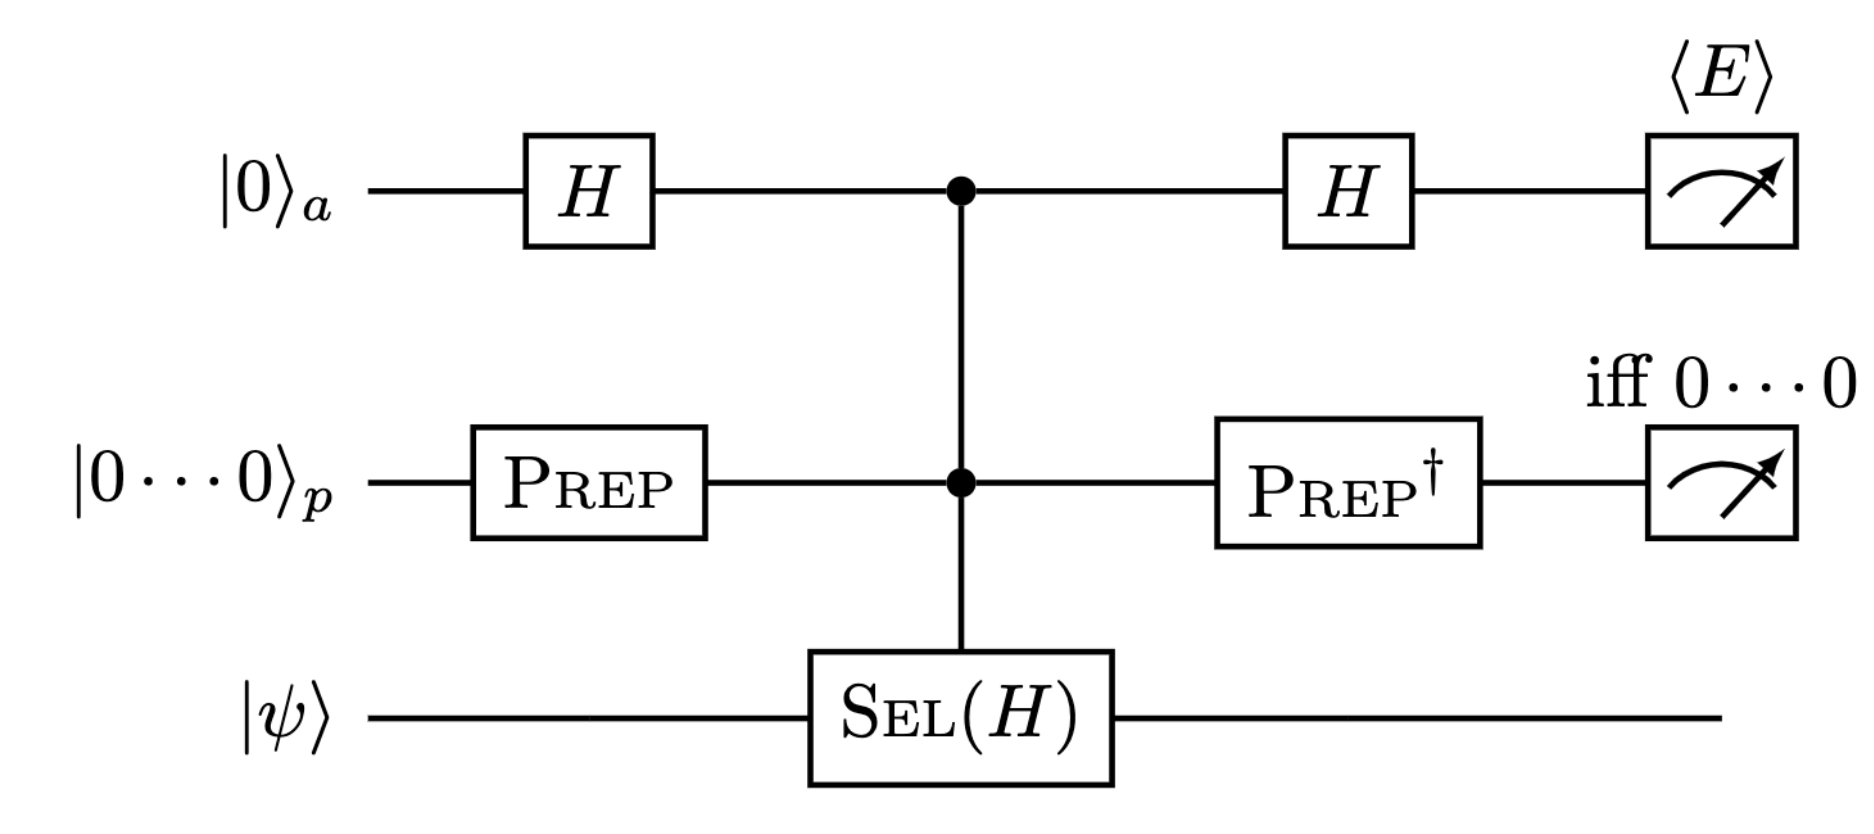 ⟨E⟩
|0⟩ₐ H H
iff 0···0
|0···0⟩ₚ PREP PREP†
|ψ⟩ SEL(H)